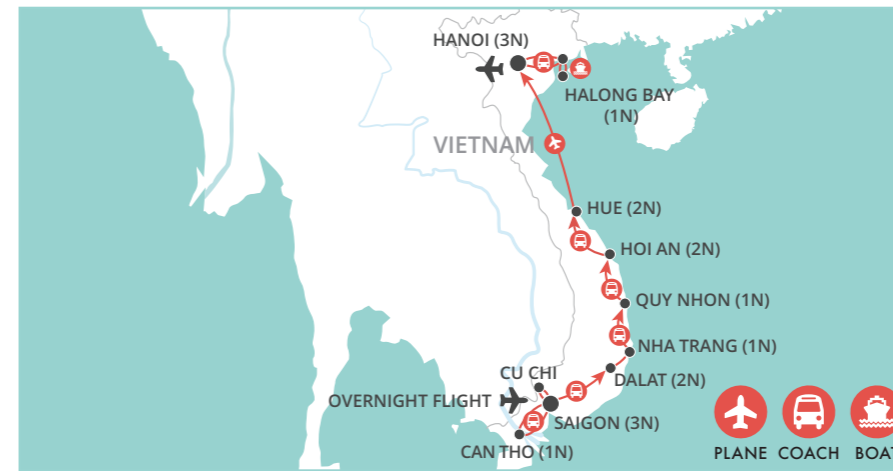 HANOI (3N)
HALONG BAY
(1N)
VIETNAM
HUE (2N)
HOI AN (2N)
QUY NHON (1N)
NHA TRANG (1N)
CU CHI
DALAT (2N)
OVERNIGHT FLIGHT
SAIGON (3N)
CAN THO (1N)
PLANE COACH BOAT